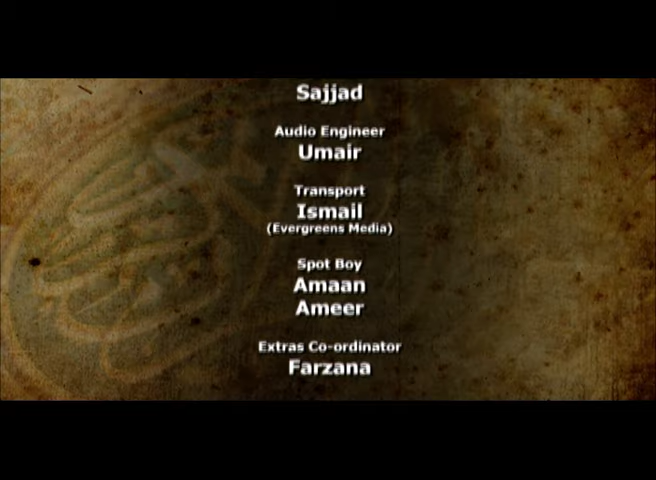 Sajjad
Audio Engineer
Umair
Transport
Ismail
(Evergreens Media)
Spot Boy
Amaan
Ameer
Extras Co-ordinator
Farzana